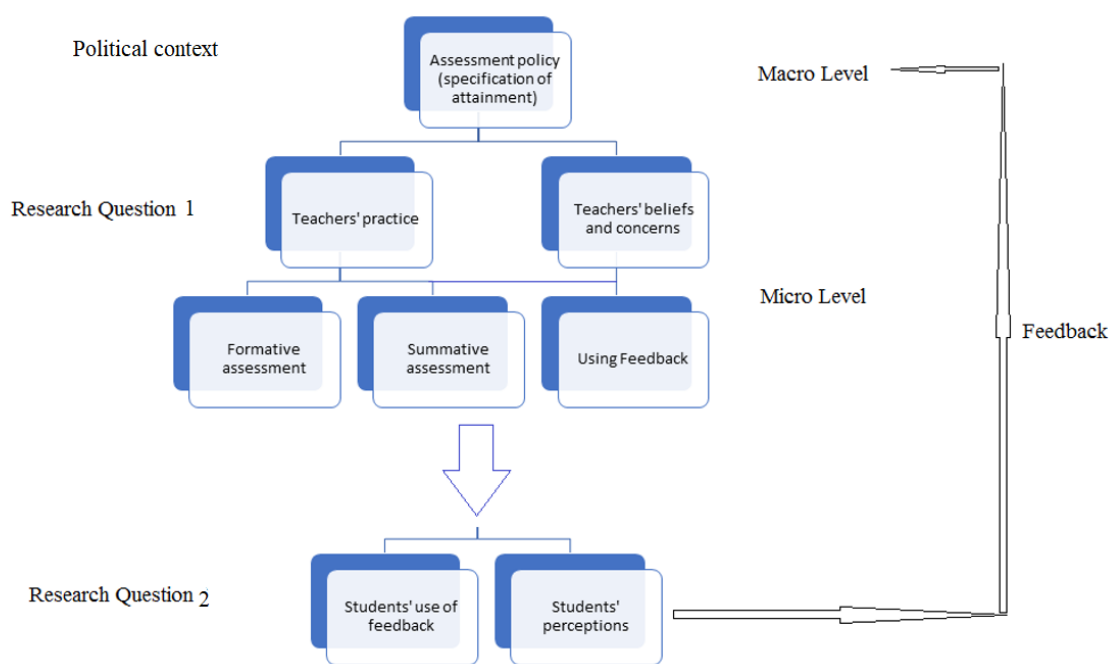 Political context
Assessment policy
(specification of
attainment)
Macro Level
Research Question 1
Teachers' practice
Teachers' beliefs
and concerns
Micro Level
Feedback
Formative
assessment
Summative
assessment
Using Feedback
Research Question 2
Students' use of
feedback
Students'
perceptions